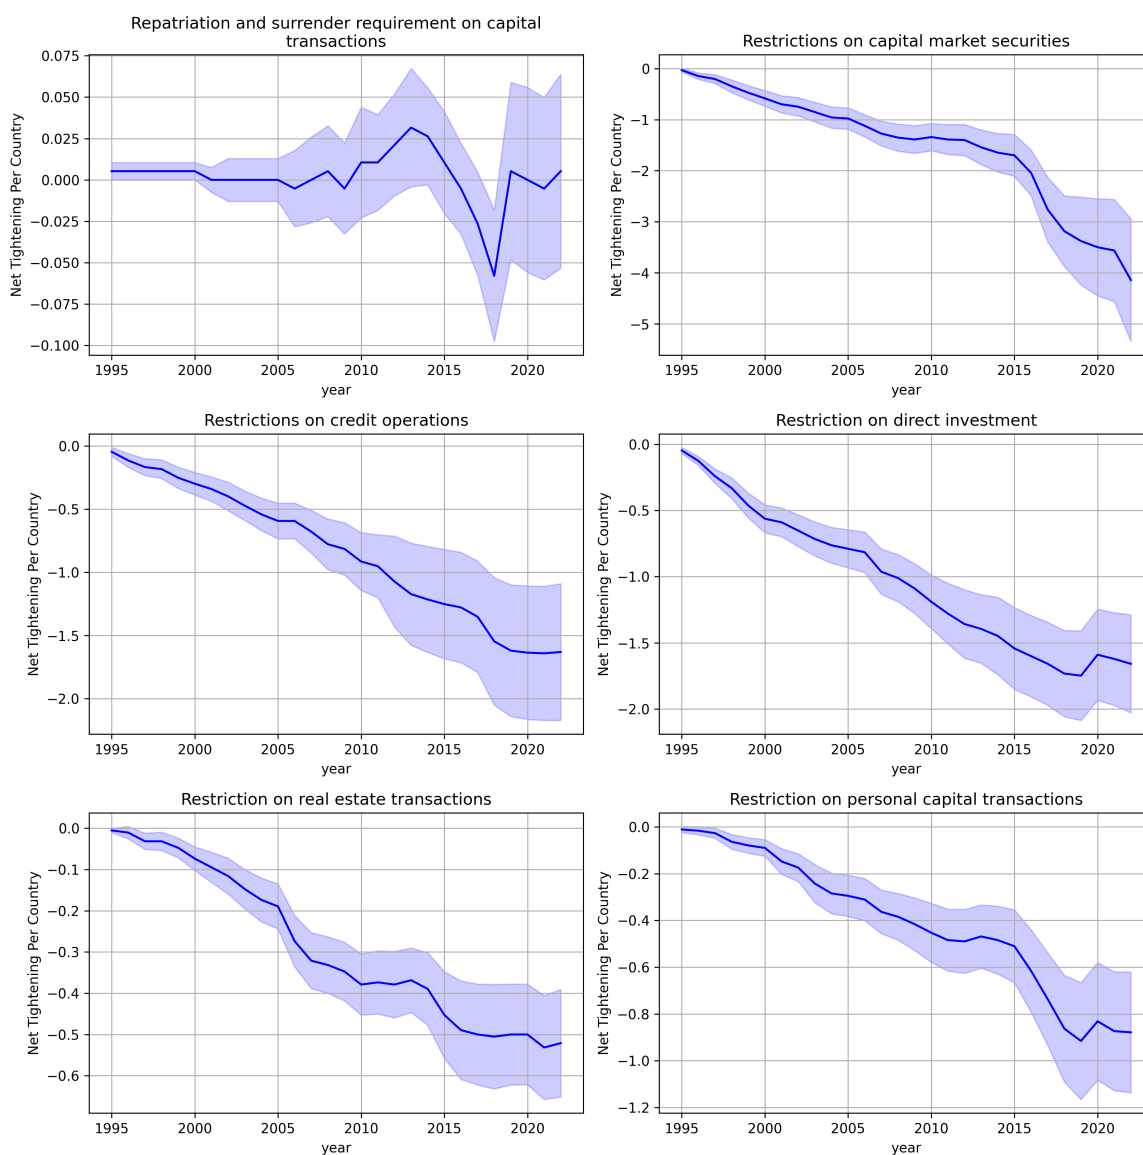 Repatriation and surrender requirement on capital
transactions
0.075
0.050
0.025
0.000
−0.025
−0.050
−0.075
−0.100
Net Tightening Per Country
1995 2000 2005 2010 2015 2020
year
Restrictions on capital market securities
0
−1
−2
−3
−4
−5
Net Tightening Per Country
1995 2000 2005 2010 2015 2020
year
Restrictions on credit operations
0.0
−0.5
−1.0
−1.5
−2.0
Net Tightening Per Country
1995 2000 2005 2010 2015 2020
year
Restriction on direct investment
0.0
−0.5
−1.0
−1.5
−2.0
Net Tightening Per Country
1995 2000 2005 2010 2015 2020
year
Restriction on real estate transactions
0.0
−0.1
−0.2
−0.3
−0.4
−0.5
−0.6
Net Tightening Per Country
1995 2000 2005 2010 2015 2020
year
Restriction on personal capital transactions
0.0
−0.2
−0.4
−0.6
−0.8
−1.0
−1.2
Net Tightening Per Country
1995 2000 2005 2010 2015 2020
year